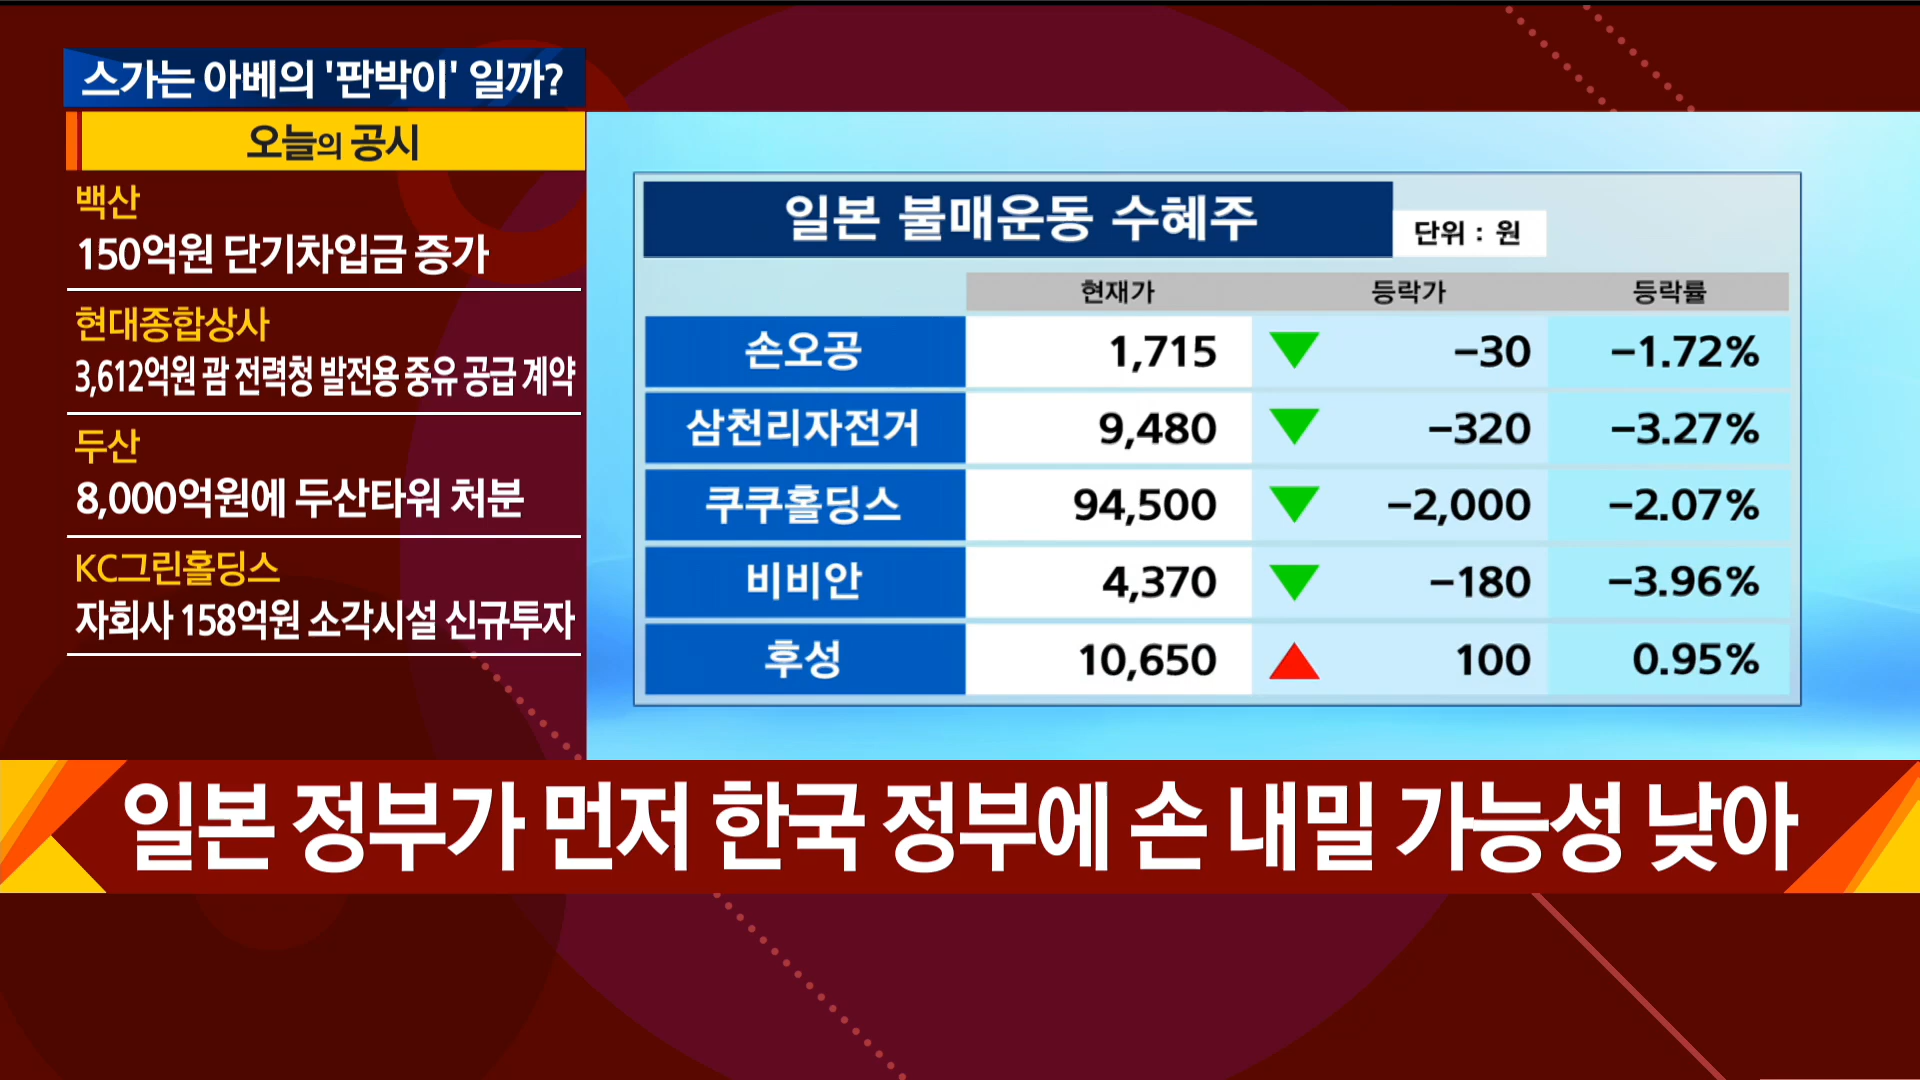 스가는 아베의 '판박이' 일까?
오늘의 공시
백산
150억원 단기차입금 증가
현대종합상사
3,612억원 괌 전력청 발전용 중유 공급 계약
두산
8,000억원에 두산타워 처분
KC그린홀딩스
자회사 158억원 소각시설 신규투자
일본 불매운동 수혜주
단위 : 원
현재가 등락가 등락률
손오공 1,715 ▼ -30 -1.72%
삼천리자전거 9,480 ▼ -320 -3.27%
쿠쿠홀딩스 94,500 ▼ -2,000 -2.07%
비비안 4,370 ▼ -180 -3.96%
후성 10,650 ▲ 100 0.95%
일본 정부가 먼저 한국 정부에 손 내밀 가능성 낮아